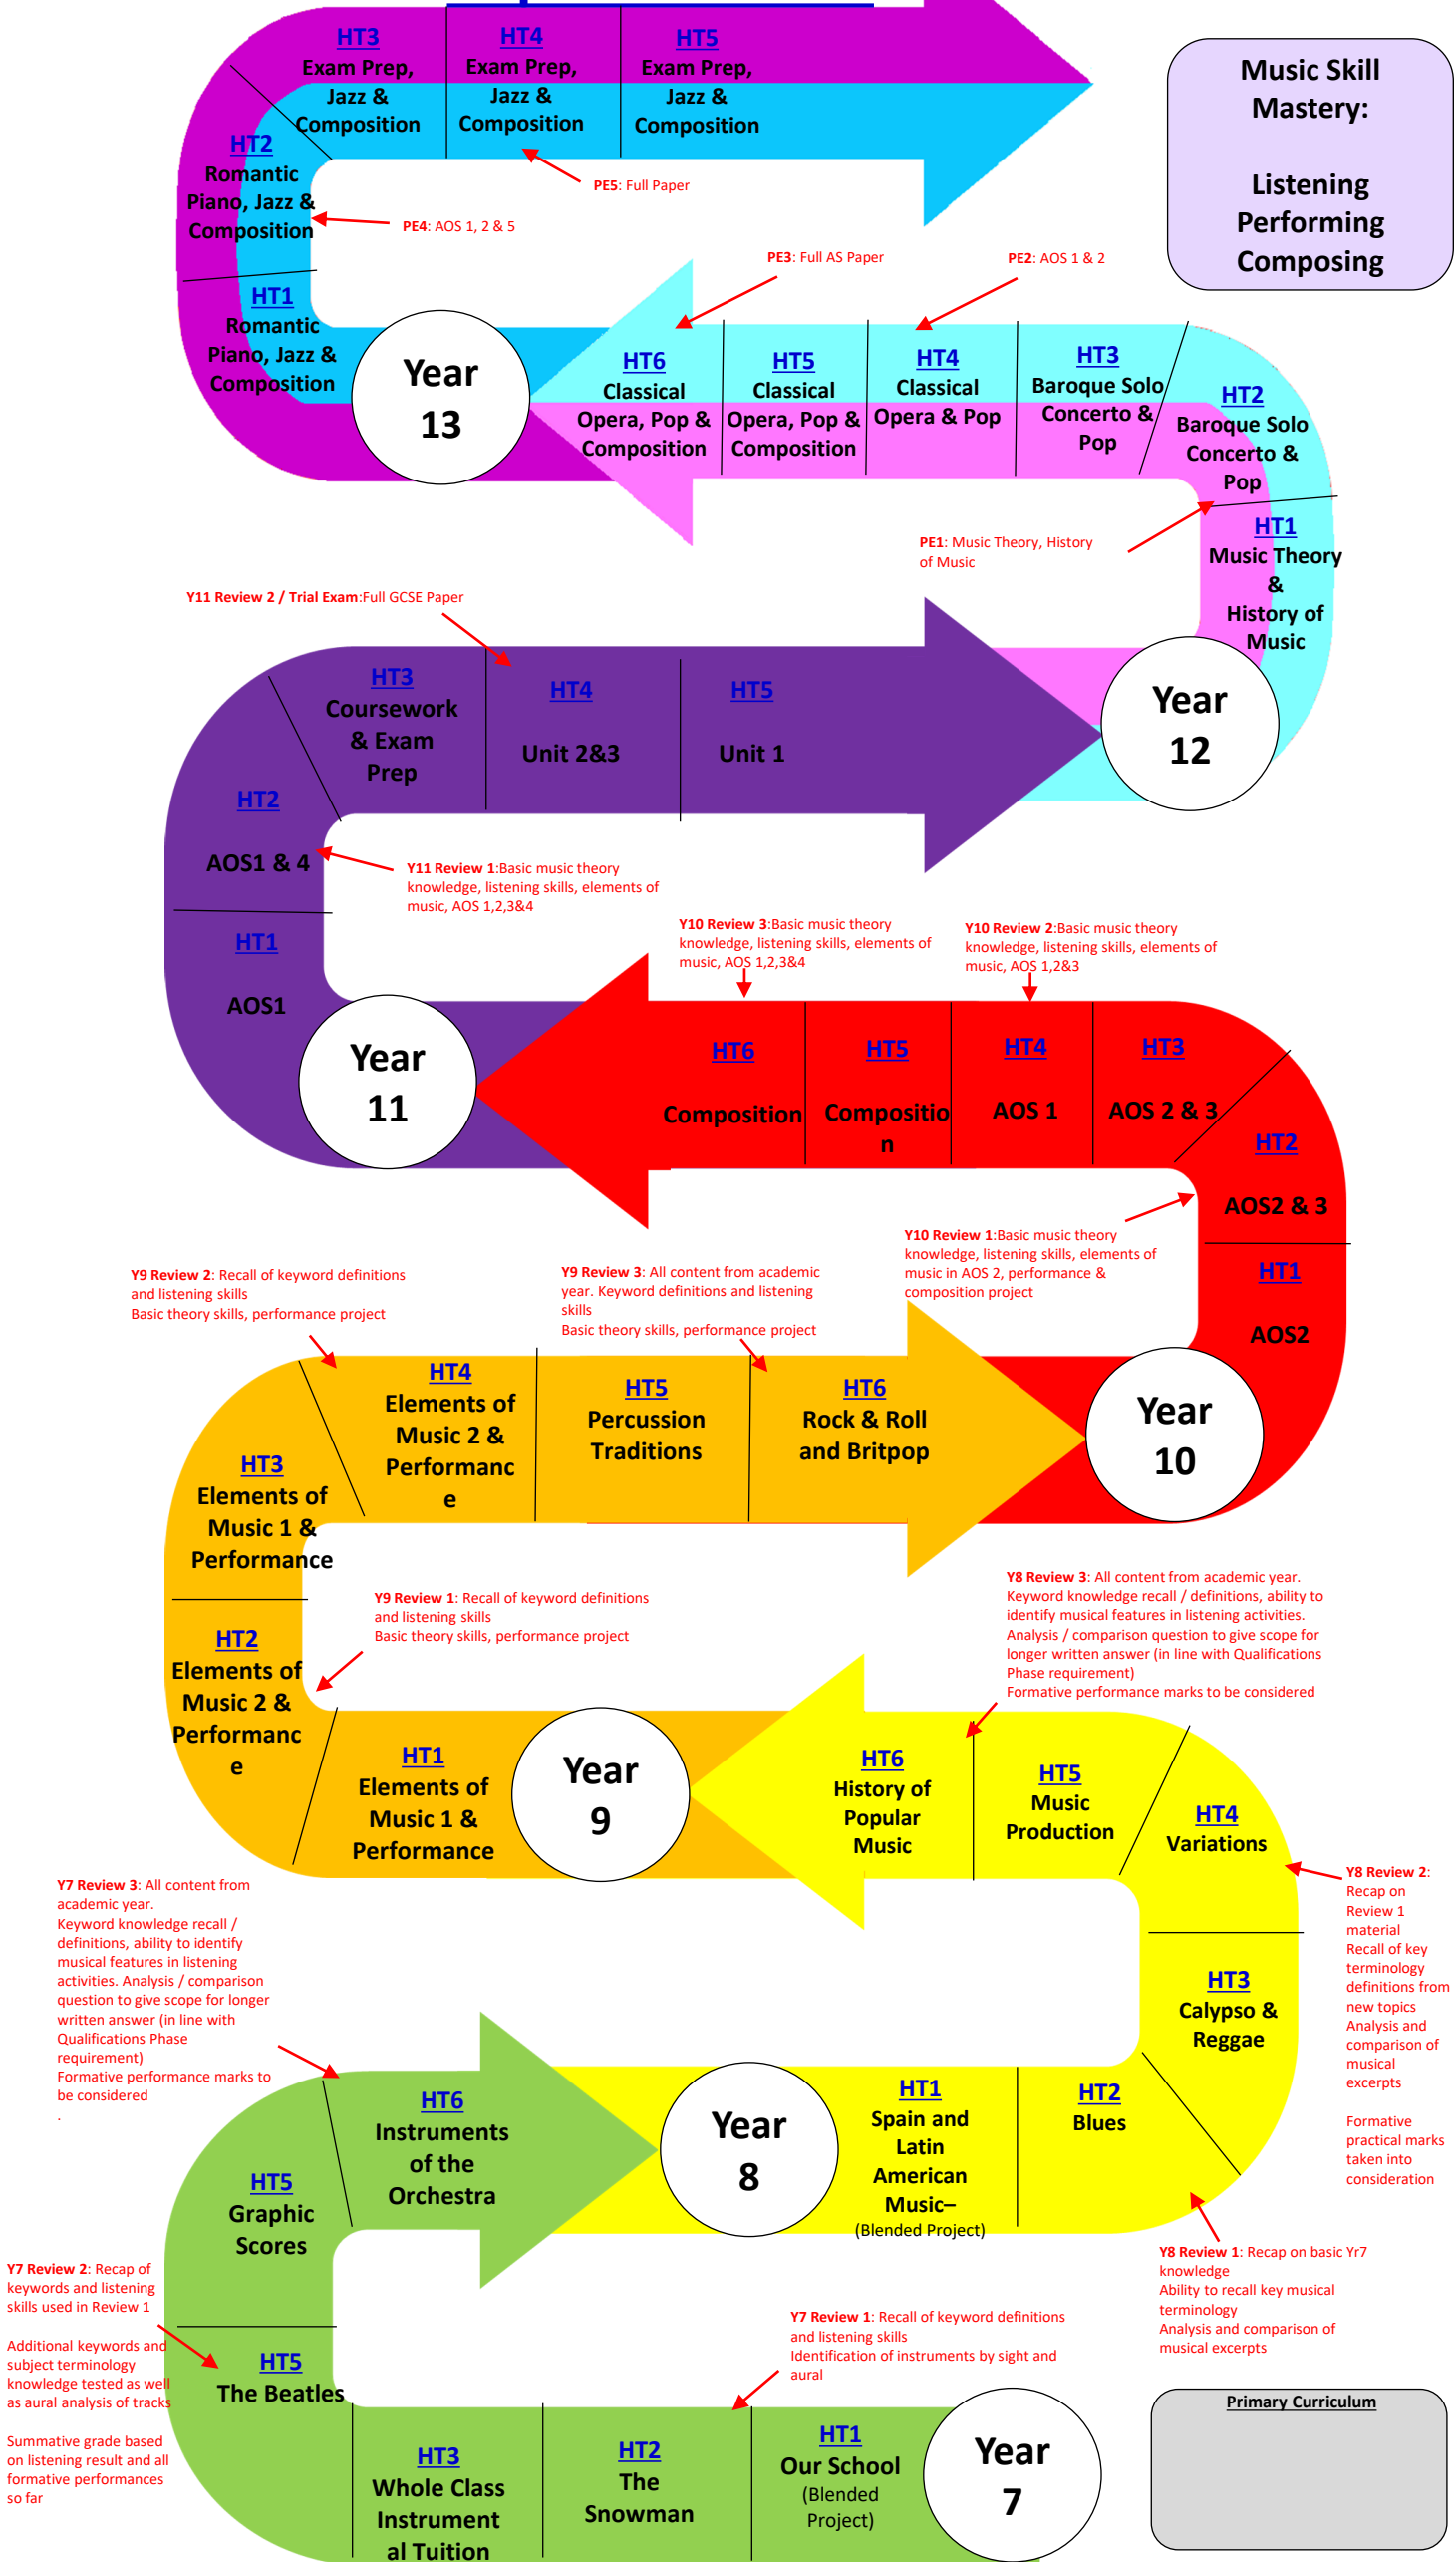 HT3
Exam Prep,
Jazz &
Composition
HT4
Exam Prep,
Jazz &
Composition
HT5
Exam Prep,
Jazz &
Composition
Music Skill
Mastery:
Listening
Performing
Composing
HT2
Romantic
Piano, Jazz &
Composition
PE5: Full Paper
PE4: AOS 1, 2 & 5
HT1
Romantic
Piano, Jazz &
Composition
Year
13
PE3: Full AS Paper
PE2: AOS 1 & 2
HT6
Classical
Opera, Pop &
Composition
HT5
Classical
Opera, Pop &
Composition
HT4
Classical
Opera & Pop
HT3
Baroque Solo
Concerto &
Pop
HT2
Baroque Solo
Concerto &
Pop
PE1: Music Theory, History
of Music
HT1
Music Theory
&
History of
Music
Y11 Review 2 / Trial Exam:Full GCSE Paper
HT3
Coursework
& Exam
Prep
HT4
Unit 2&3
HT5
Unit 1
Year
12
HT2
AOS1 & 4
Y11 Review 1:Basic music theory
knowledge, listening skills, elements of
music, AOS 1,2,3&4
HT1
AOS1
Year
11
Y10 Review 3:Basic music theory
knowledge, listening skills, elements of
music, AOS 1,2,3&4
Y10 Review 2:Basic music theory
knowledge, listening skills, elements of
music, AOS 1,2&3
HT6
Composition
HT5
Compositio
n
HT4
AOS 1
HT3
AOS 2 & 3
HT2
AOS2 & 3
Y10 Review 1:Basic music theory
knowledge, listening skills, elements of
music in AOS 2, performance &
composition project
HT1
AOS2
Y9 Review 2: Recall of keyword definitions
and listening skills
Basic theory skills, performance project
Y9 Review 3: All content from academic
year. Keyword definitions and listening
skills
Basic theory skills, performance project
HT4
Elements of
Music 2 &
Performanc
e
HT5
Percussion
Traditions
HT6
Rock & Roll
and Britpop
Year
10
HT3
Elements of
Music 1 &
Performance
Y9 Review 1: Recall of keyword definitions
and listening skills
Basic theory skills, performance project
HT2
Elements of
Music 2 &
Performanc
e
HT1
Elements of
Music 1 &
Performance
Year
9
Y8 Review 3: All content from academic year.
Keyword knowledge recall / definitions, ability to
identify musical features in listening activities.
Analysis / comparison question to give scope for
longer written answer (in line with Qualifications
Phase requirement)
Formative performance marks to be considered
HT6
History of
Popular
Music
HT5
Music
Production
HT4
Variations
Y8 Review 2:
Recap on
Review 1
material
Recall of key
terminology
definitions from
new topics
Analysis and
comparison of
musical
excerpts
Formative
practical marks
taken into
consideration
Y7 Review 3: All content from
academic year.
Keyword knowledge recall /
definitions, ability to identify
musical features in listening
activities. Analysis / comparison
question to give scope for longer
written answer (in line with
Qualifications Phase
requirement)
Formative performance marks to
be considered
.
HT3
Calypso &
Reggae
HT6
Instruments
of the
Orchestra
Year
8
HT1
Spain and
Latin
American
Music–
(Blended Project)
HT2
Blues
HT5
Graphic
Scores
Y8 Review 1: Recap on basic Yr7
knowledge
Ability to recall key musical
terminology
Analysis and comparison of
musical excerpts
Y7 Review 2: Recap of
keywords and listening
skills used in Review 1
Additional keywords and
subject terminology
knowledge tested as well
as aural analysis of tracks
Summative grade based
on listening result and all
formative performances
so far
HT5
The Beatles
Y7 Review 1: Recall of keyword definitions
and listening skills
Identification of instruments by sight and
aural
HT3
Whole Class
Instrument
al Tuition
HT2
The
Snowman
HT1
Our School
(Blended
Project)
Year
7
Primary Curriculum